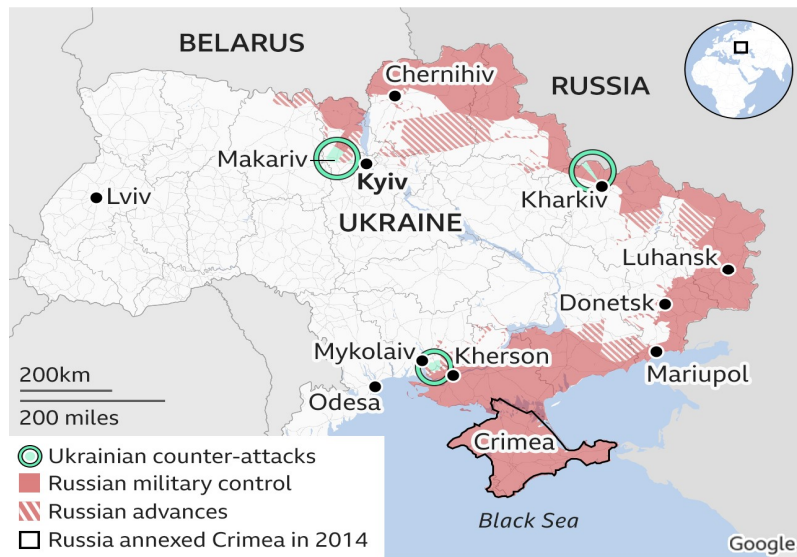 BELARUS
Chernihiv
RUSSIA
Makariv
Kyiv
Lviv
Kharkiv
UKRAINE
Luhansk
Donetsk
Mykolaiv
Kherson
Mariupol
200km
200 miles
Odesa
Crimea
Ukrainian counter-attacks
Russian military control
Russian advances
Russia annexed Crimea in 2014
Black Sea
Google